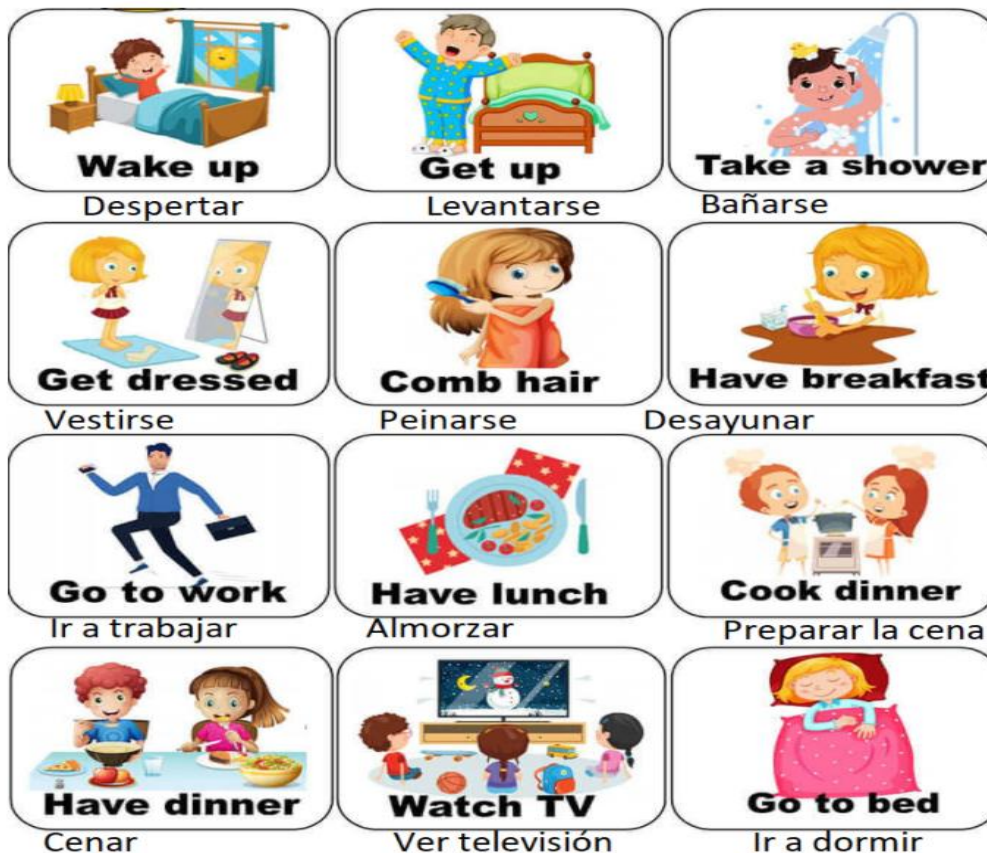 Wake up
Get up
Take a shower
Despertar
Levantarse
Bañarse
Get dressed
Comb hair
Have breakfast
Vestirse
Peinarse
Desayunar
Go to work
Have lunch
Cook dinner
Ir a trabajar
Almorzar
Preparar la cena
Have dinner
Watch TV
Go to bed
Cenar
Ver televisión
Ir a dormir